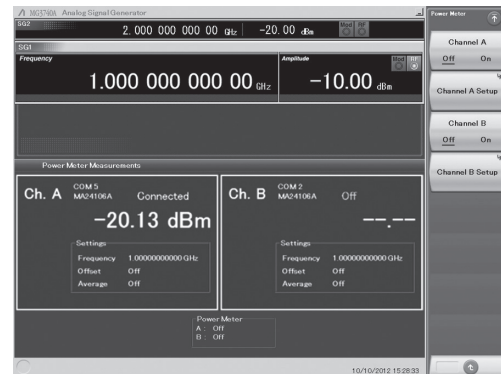 MG3740A Analog Signal Generator
SG2
2. 000 000 000 00 GHz -20. 00 dBm Mod RF
SG1
Frequency
1.000 000 000 00 GHz
Amplitude
Mod RF
-10.00 dBm
Power Meter Measurements
Ch. A
COM 5
MA24106A
Connected
-20.13 dBm
Settings
Frequency 1.00000000000 GHz
Offset Off
Average Off
Ch. B
COM 2
MA24106A
Off
--.--
Settings
Frequency 1.00000000000 GHz
Offset Off
Average Off
Power Meter
A : Off
B : Off
10/10/2012 15:28:33
Power Meter
Channel A
Off On
Channel A Setup
Channel B
Off On
Channel B Setup